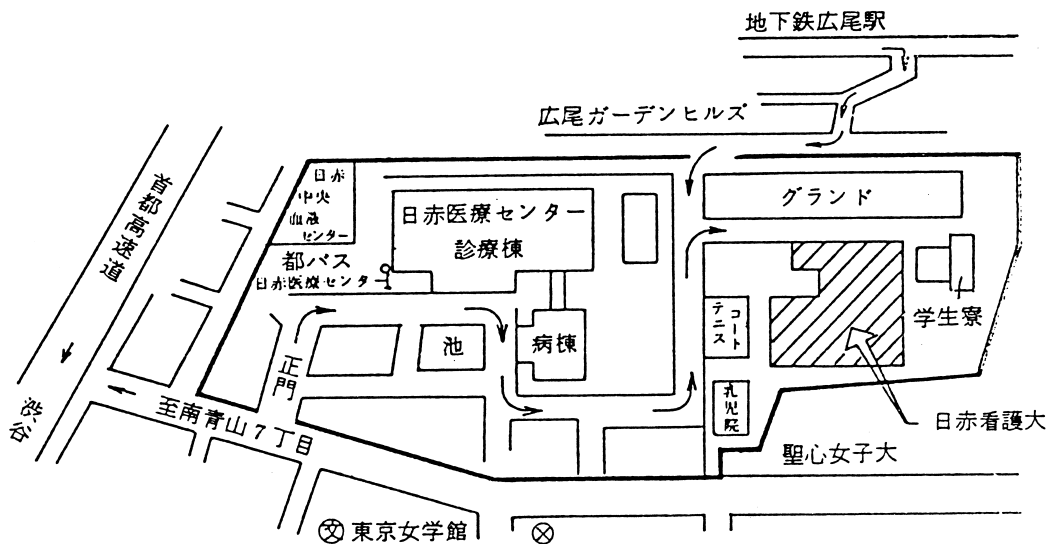 地下鉄広尾駅
広尾ガーデンヒルズ
首都高速道
渋谷
日赤
中央
血液
センター
日赤医療センター
診療棟
グランド
都バス
日赤医療センター
正門
池
病棟
テニス
コート
学生寮
乳児院
日赤看護大
聖心女子大
至南青山7丁目
文 東京女学館